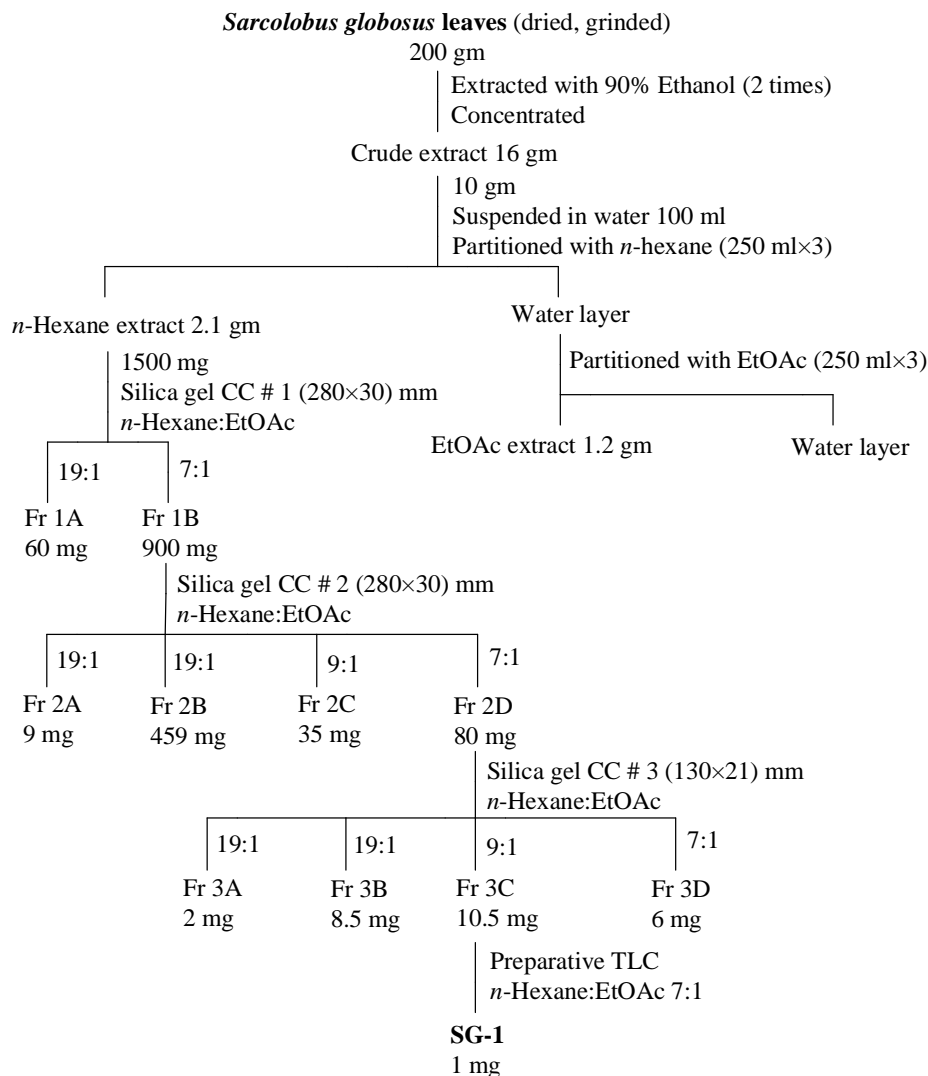 Sarcolobus globosus leaves (dried, grinded)
200 gm
Extracted with 90% Ethanol (2 times)
Concentrated
Crude extract 16 gm
10 gm
Suspended in water 100 ml
Partitioned with n-hexane (250 ml×3)
n-Hexane extract 2.1 gm
Water layer
1500 mg
Silica gel CC # 1 (280×30) mm
n-Hexane:EtOAc
Partitioned with EtOAc (250 ml×3)
EtOAc extract 1.2 gm
Water layer
19:1
7:1
Fr 1A
60 mg
Fr 1B
900 mg
Silica gel CC # 2 (280×30) mm
n-Hexane:EtOAc
19:1
19:1
9:1
7:1
Fr 2A
9 mg
Fr 2B
459 mg
Fr 2C
35 mg
Fr 2D
80 mg
Silica gel CC # 3 (130×21) mm
n-Hexane:EtOAc
19:1
19:1
9:1
7:1
Fr 3A
2 mg
Fr 3B
8.5 mg
Fr 3C
10.5 mg
Fr 3D
6 mg
Preparative TLC
n-Hexane:EtOAc 7:1
SG-1
1 mg